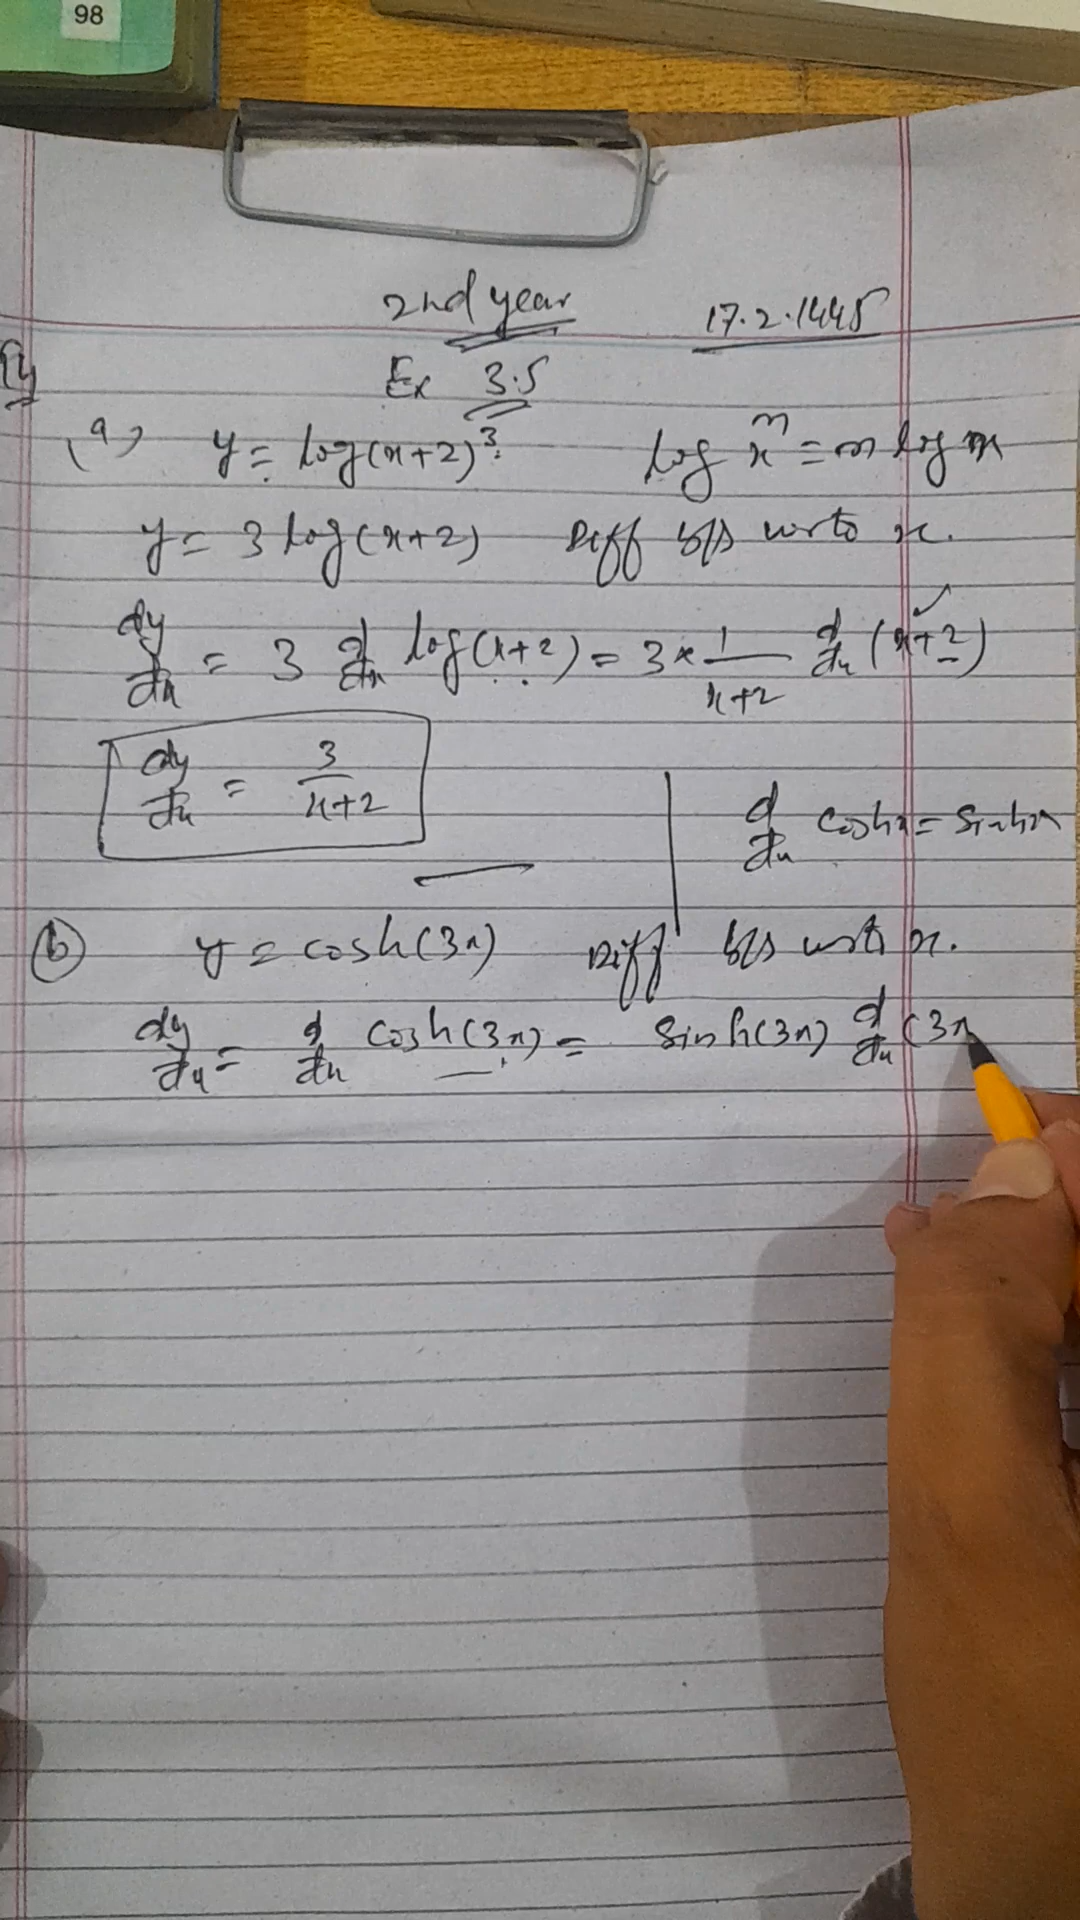 98
2nd year 17.2.1445
Ex 3.5
(a) y = log(x+2)³ log xᵐ = m log x
y = 3 log(x+2) Diff b/s w.r.to x.
dy/dx = 3 d/dx log(x+2) = 3 × 1/x+2 d/dx (x+2)
dy/dx = 3/x+2
d/dx coshx = sinhx
(b) y = cosh(3x) Diff b/s w.r.to x.
dy/dx = d/dx cosh(3x) = sinh(3x) d/dx (3x